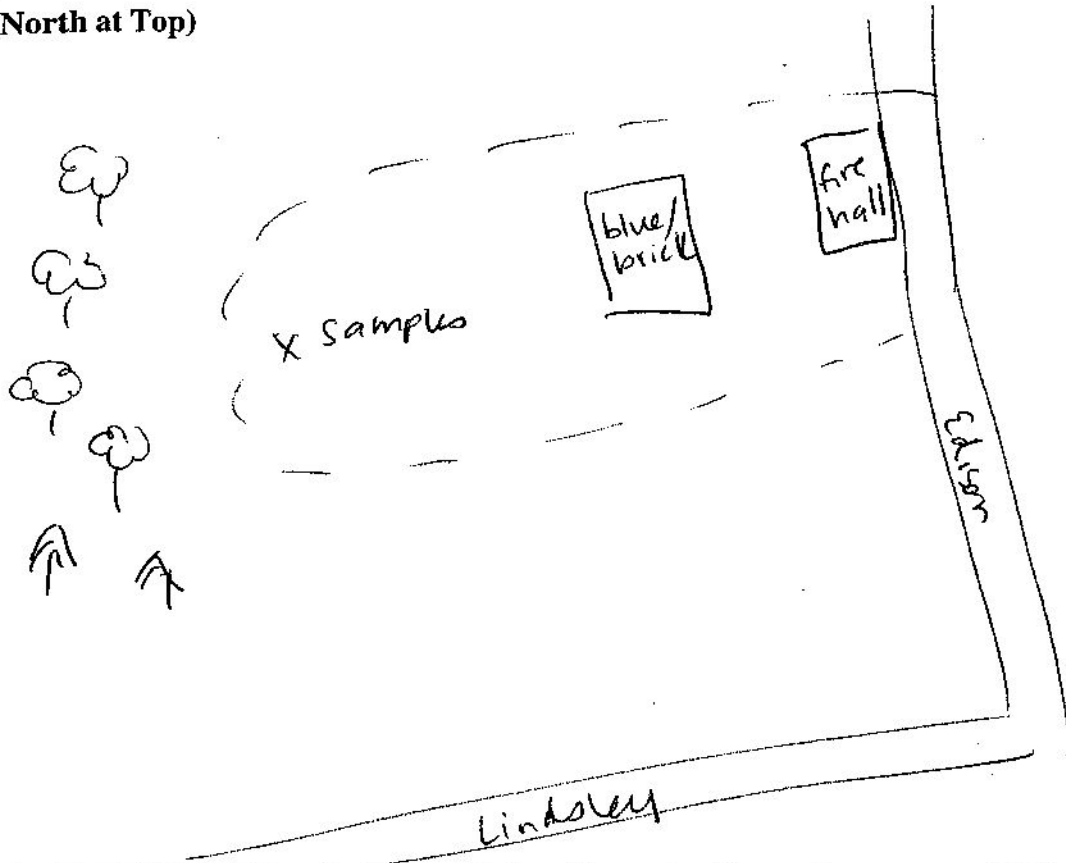 North at Top)
fire
hall
blue/
brick
X Samples
Edison
Lindsley